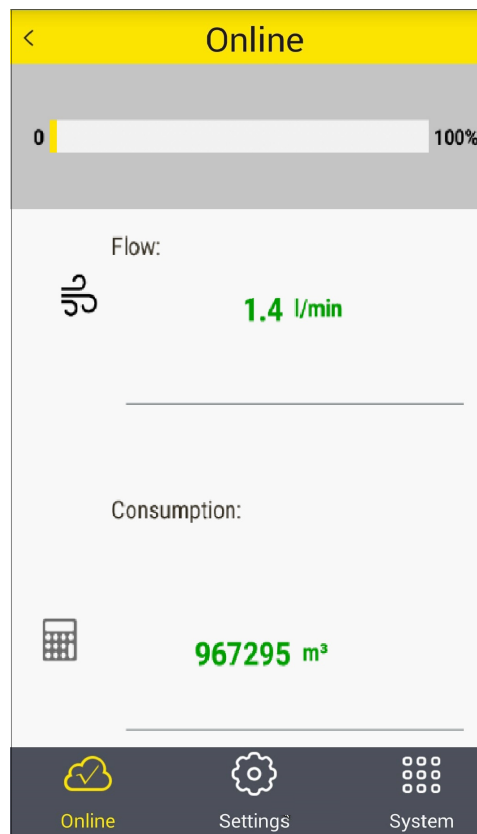 Online
0 100%
Flow:
1.4 l/min
Consumption:
967295 m³
Online Settings System